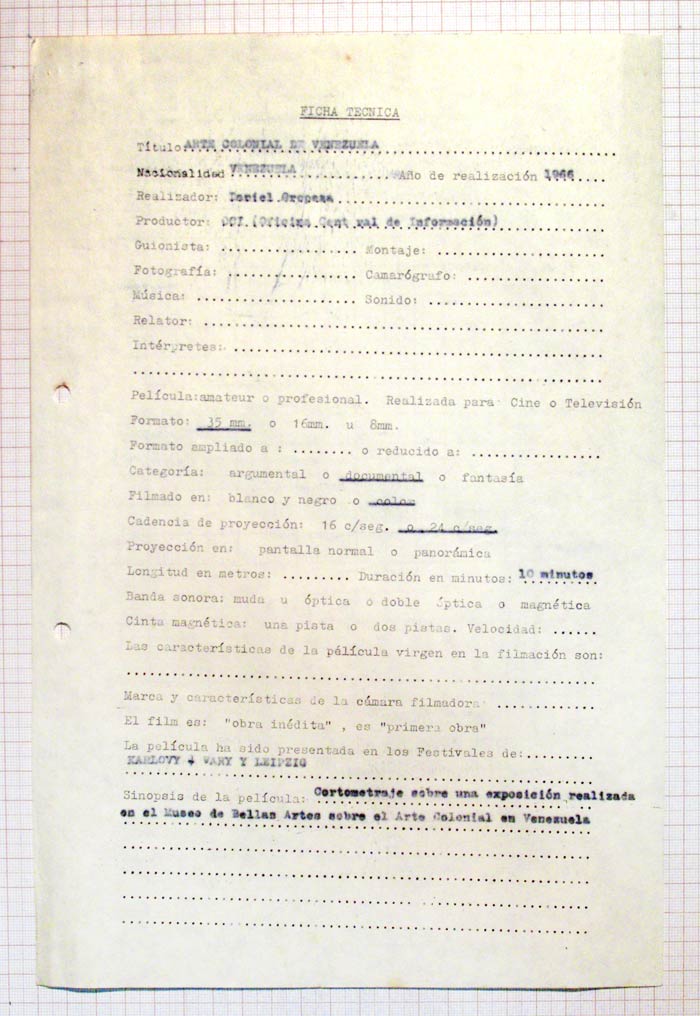 FICHA TECNICA
Título: ARTE COLONIAL DE VENEZUELA
Nacionalidad VENEZUELA Año de realización 1966
Realizador: Doriel Oropeza
Productor: OCI (Oficina Cent ral de Información)
Guionista: Montaje:
Fotografía: Camarógrafo:
Música: Sonido:
Relator:
Intérpretes:
Película:amateur o profesional. Realizada para Cine o Televisión
Formato: 35 mm. o 16mm. u 8mm.
Formato ampliado a : ........ o reducido a:
Categoría: argumental o documental o fantasía
Filmado en: blanco y negro o color
Cadencia de proyección: 16 c/seg. o 24 c/seg.
Proyección en: pantalla normal o panorámica
Longitud en metros: ......... Duración en minutos: 10 minutos
Banda sonora: muda u óptica o doble óptica o magnética
Cinta magnética: una pista o dos pistas. Velocidad: ......
Las características de la pélícula virgen en la filmación son:
Marca y características de la cámara filmadora
El film es: "obra inédita" , es "primera obra"
La película ha sido presentada en los Festivales de:
KARLOVY WARY Y LEIPZIG
Sinopsis de la película: Cortometraje sobre una exposición realizada
en el Museo de Bellas Artes sobre el Arte Colonial en Venezuela